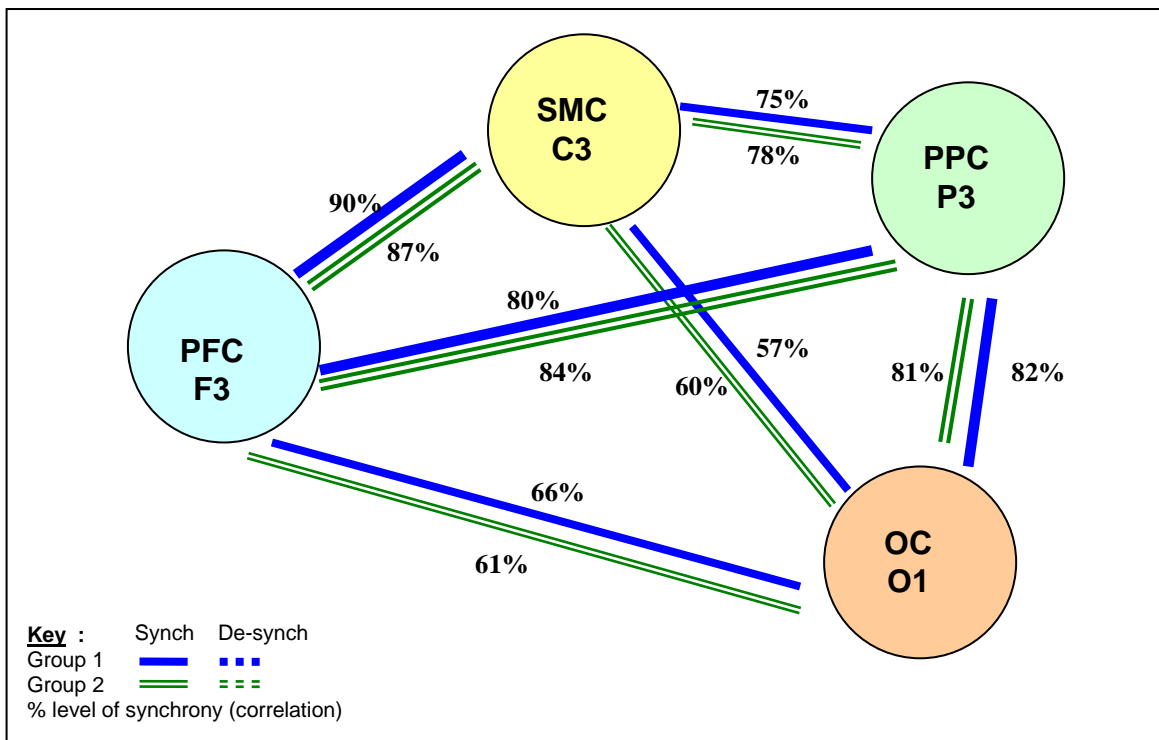 SMC
C3
75%
78%
PPC
P3
90%
87%
PFC
F3
80%
84%
57%
60%
81%
82%
66%
61%
OC
O1
Key : Synch De-synch
Group 1
Group 2
% level of synchrony (correlation)